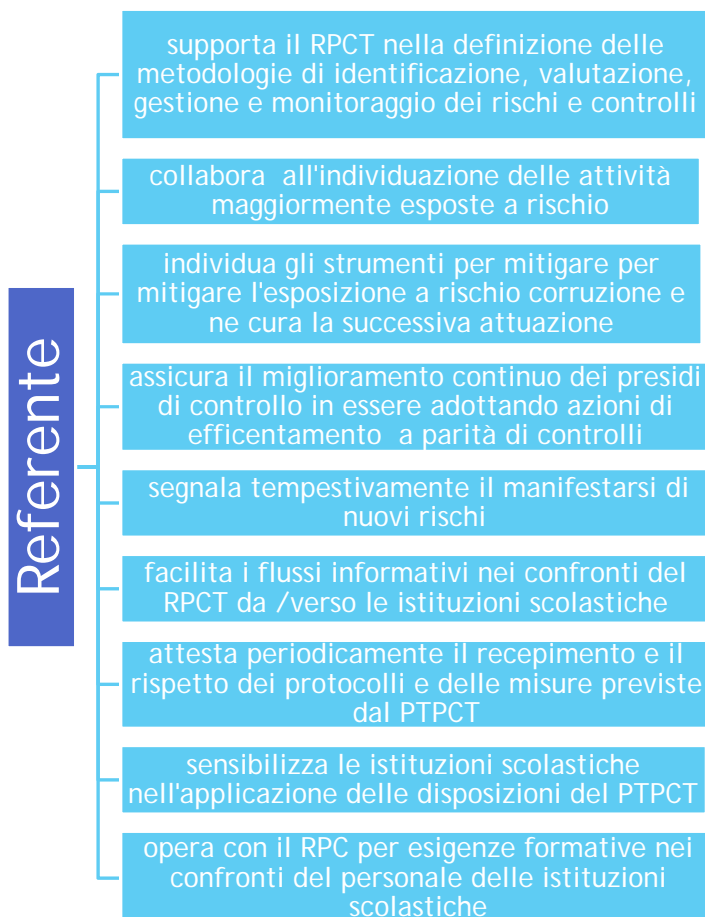 Referente
supporta il RPCT nella definizione delle
metodologie di identificazione, valutazione,
gestione e monitoraggio dei rischi e controlli
collabora all'individuazione delle attività
maggiormente esposte a rischio
individua gli strumenti per mitigare per
mitigare l'esposizione a rischio corruzione e
ne cura la successiva attuazione
assicura il miglioramento continuo dei presidi
di controllo in essere adottando azioni di
efficentamento a parità di controlli
segnala tempestivamente il manifestarsi di
nuovi rischi
facilita i flussi informativi nei confronti del
RPCT da /verso le istituzioni scolastiche
attesta periodicamente il recepimento e il
rispetto dei protocolli e delle misure previste
dal PTPCT
sensibilizza le istituzioni scolastiche
nell'applicazione delle disposizioni del PTPCT
opera con il RPC per esigenze formative nei
confronti del personale delle istituzioni
scolastiche